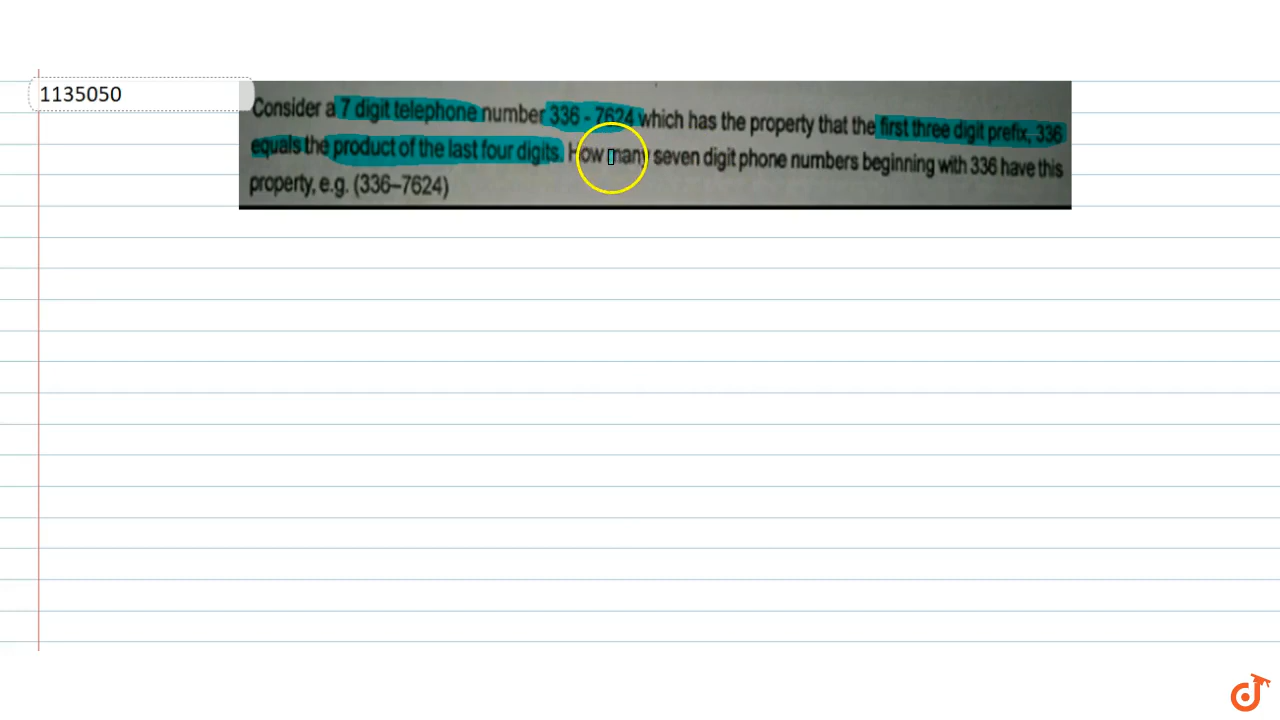 1135050
Consider a 7 digit telephone number 336 - 7624 which has the property that the first three digit prefix, 336
equals the product of the last four digits. How many seven digit phone numbers beginning with 336 have this
property, e.g. (336–7624)